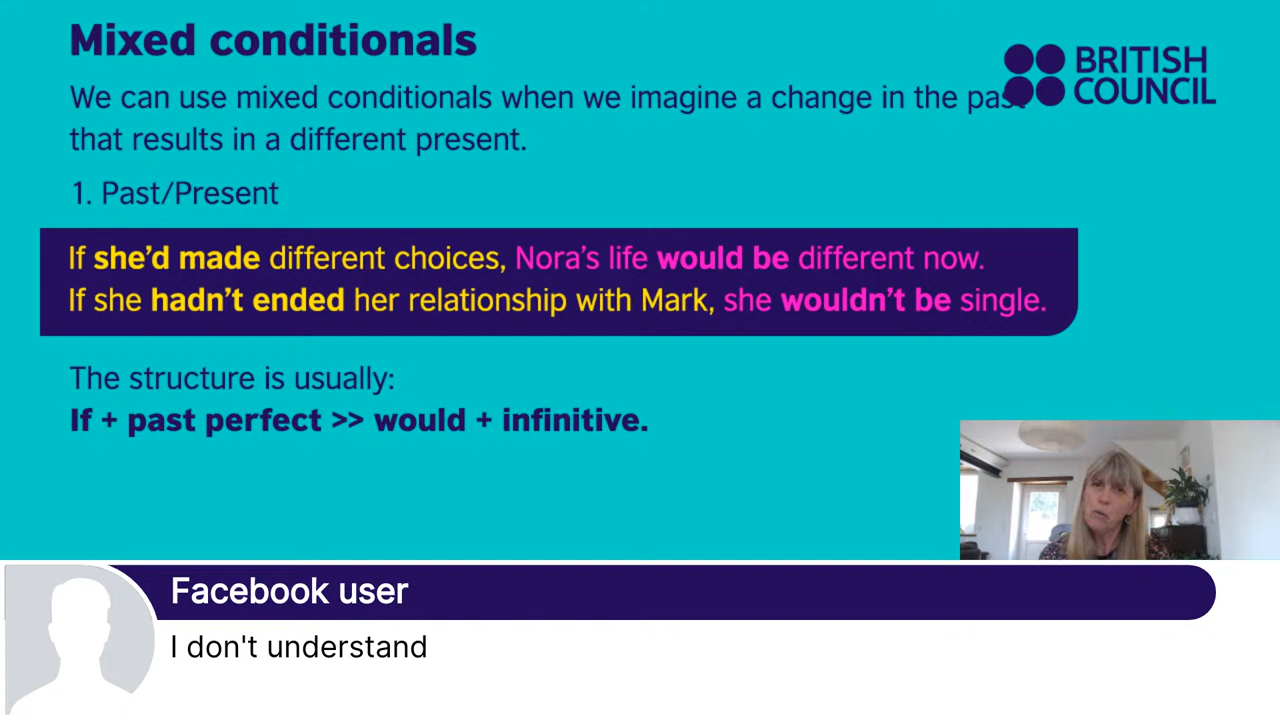 Mixed conditionals
BRITISH
COUNCIL
We can use mixed conditionals when we imagine a change in the past
that results in a different present.
1. Past/Present
If she’d made different choices, Nora’s life would be different now.
If she hadn’t ended her relationship with Mark, she wouldn’t be single.
The structure is usually:
If + past perfect >> would + infinitive.
Facebook user
I don't understand